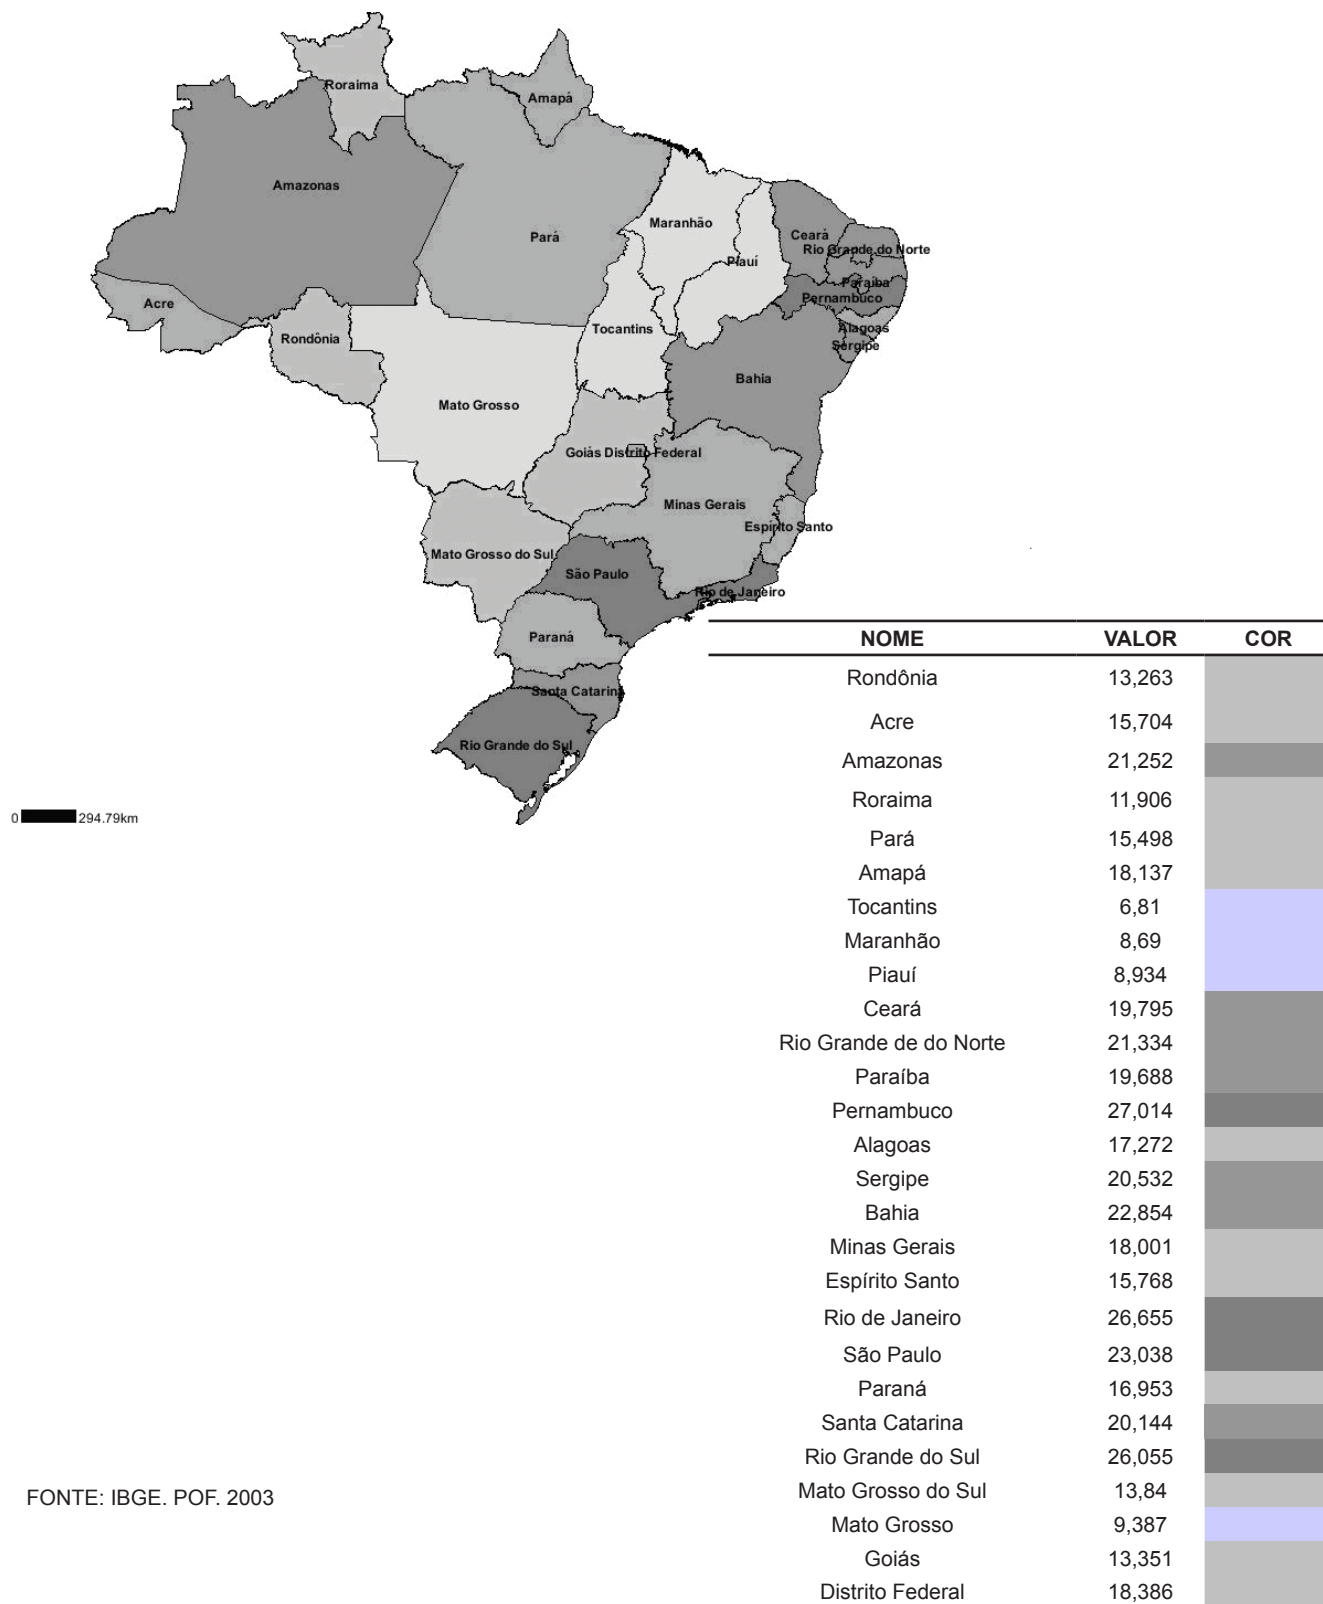 Roraima
Amapá
Amazonas
Maranhão
Pará
Ceará
Rio Grande do Norte
Piauí
Paraíba
Pernambuco
Acre
Alagoas
Tocantins
Rondônia
Sergipe
Bahia
Mato Grosso
Goiás Distrito Federal
Minas Gerais
Espírito Santo
Mato Grosso do Sul
São Paulo
Rio de Janeiro
Paraná
Santa Catarina
Rio Grande do Sul
0 294.79km
NOME VALOR COR
Rondônia 13,263
Acre 15,704
Amazonas 21,252
Roraima 11,906
Pará 15,498
Amapá 18,137
Tocantins 6,81
Maranhão 8,69
Piauí 8,934
Ceará 19,795
Rio Grande de do Norte 21,334
Paraíba 19,688
Pernambuco 27,014
Alagoas 17,272
Sergipe 20,532
Bahia 22,854
Minas Gerais 18,001
Espírito Santo 15,768
Rio de Janeiro 26,655
São Paulo 23,038
Paraná 16,953
Santa Catarina 20,144
Rio Grande do Sul 26,055
Mato Grosso do Sul 13,84
Mato Grosso 9,387
Goiás 13,351
Distrito Federal 18,386
FONTE: IBGE. POF. 2003